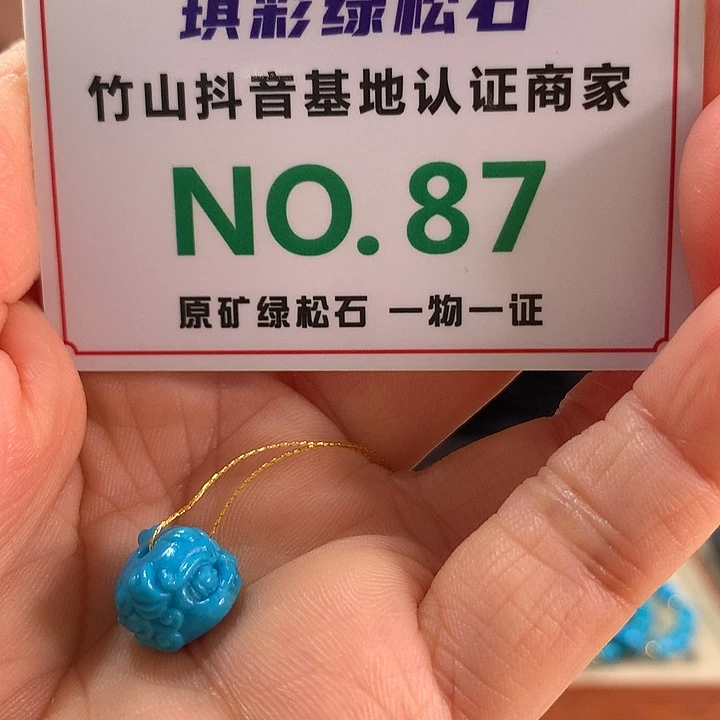 琪彩绿松石
竹山抖音基地认证商家
NO. 87
原矿绿松石 一物一证